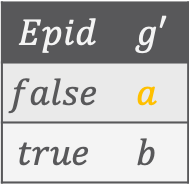 Epid g'
false a
true b